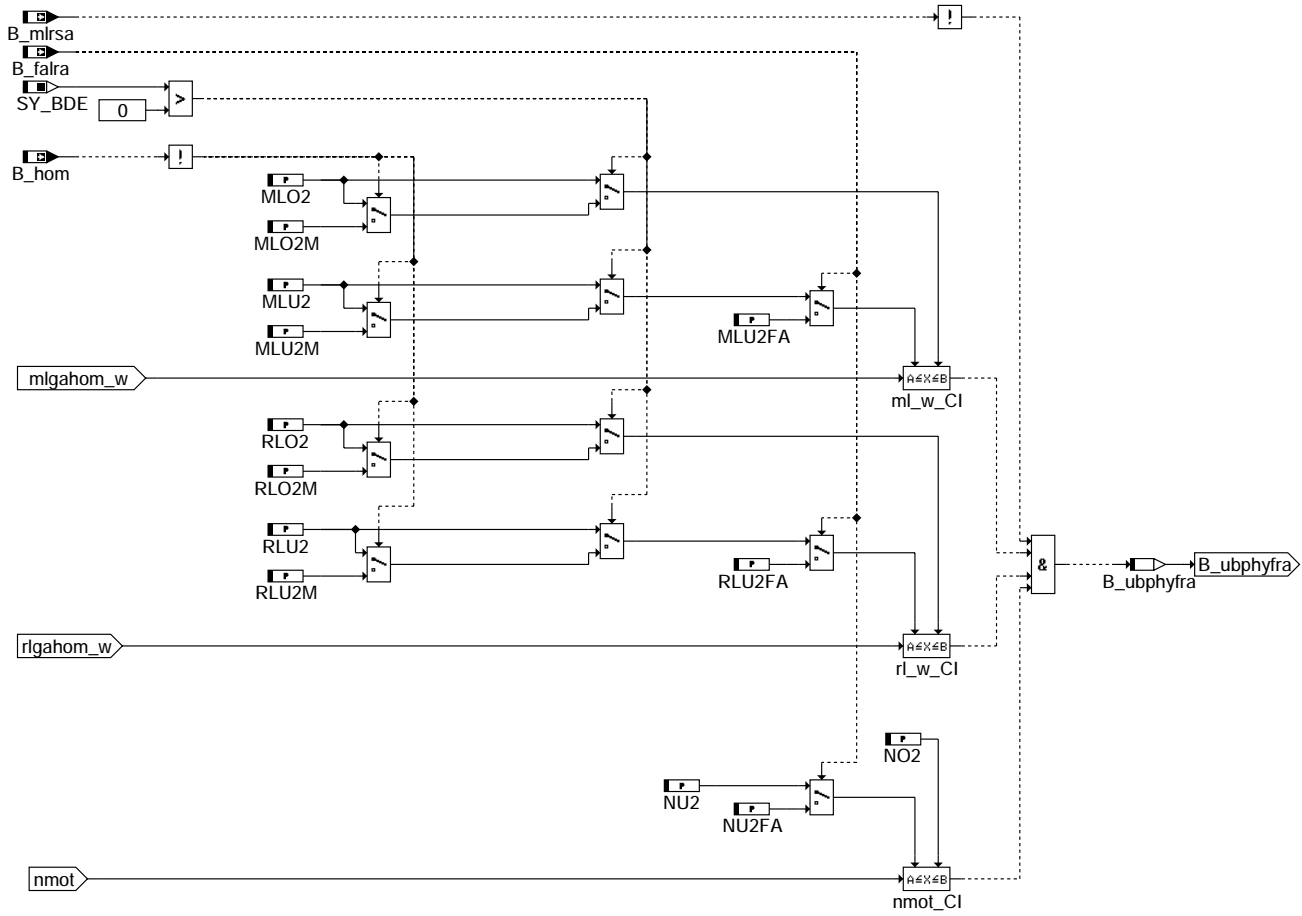 B_mlrsa
!
B_falra
SY_BDE
0
>
B_hom
!
P
MLO2
P
MLO2M
P
MLU2
P
MLU2M
P
MLU2FA
mlgahom_w
A≤X≤B
ml_w_CI
P
RLO2
P
RLO2M
P
RLU2
P
RLU2M
P
RLU2FA
&
B_ubphyfra
B_ubphyfra
rlgahom_w
A≤X≤B
rl_w_CI
P
NO2
P
NU2
P
NU2FA
nmot
A≤X≤B
nmot_CI